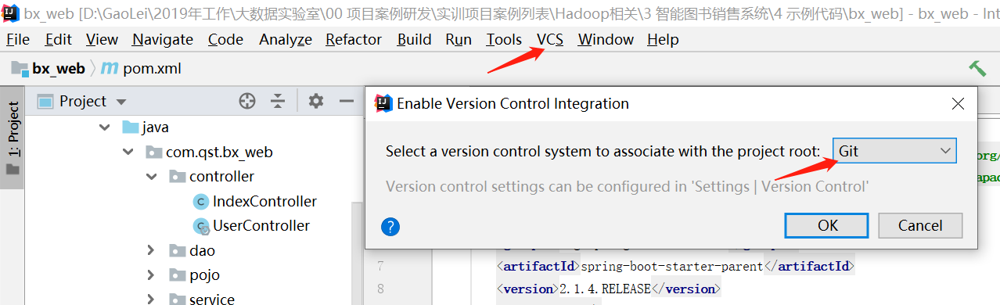 bx_web [D:\GaoLei\2019年工作\大数据实验室\00 项目案例研发\实训项目案例列表\Hadoop相关\3 智能图书销售系统\4 示例代码\bx_web] - bx_web - Int
File Edit View Navigate Code Analyze Refactor Build Run Tools VCS Window Help
bx_web pom.xml
1: Project
Project
java
com.qst.bx_web
controller
IndexController
UserController
dao
pojo
service
Enable Version Control Integration
Select a version control system to associate with the project root: Git
Version control settings can be configured in 'Settings | Version Control'
?
OK Cancel
org/
apac
7 <artifactId>spring-boot-starter-parent</artifactId>
8 <version>2.1.4.RELEASE</version>